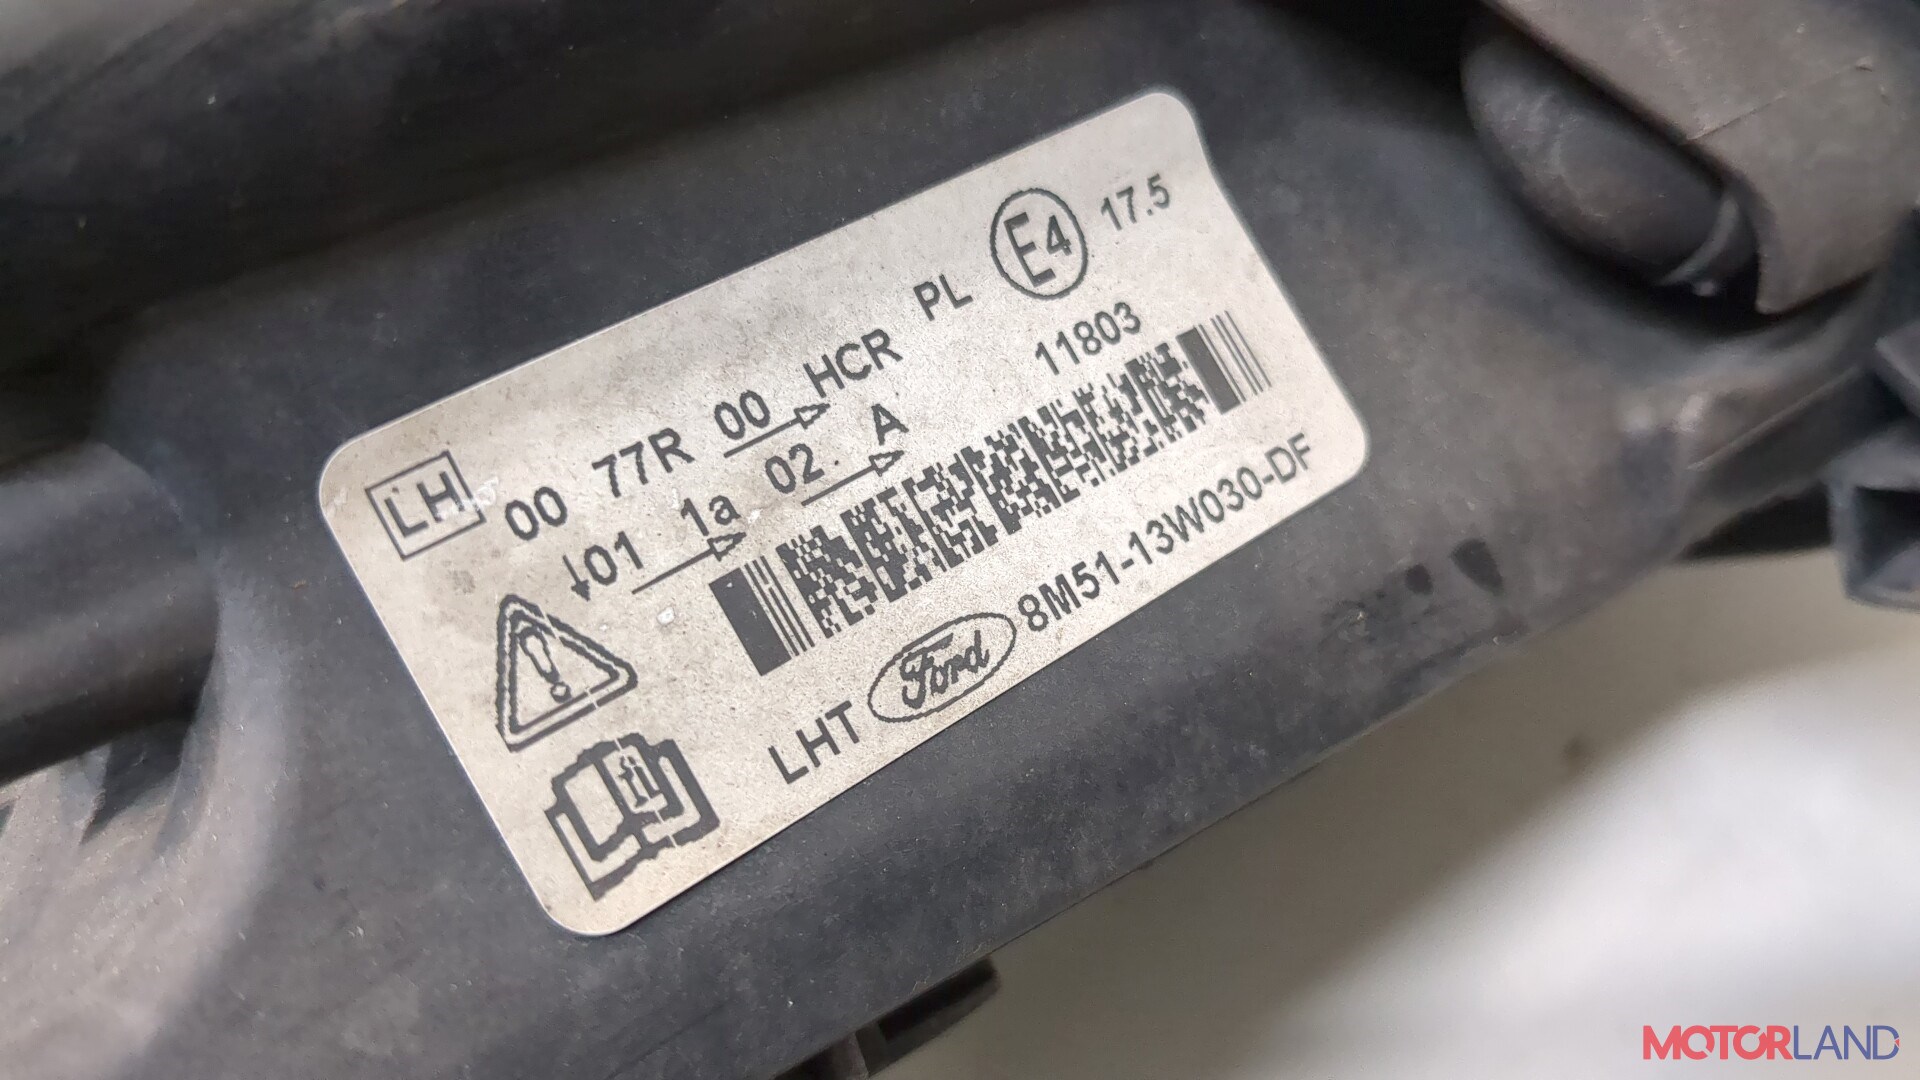 LH 00 77R 00 HCR PL E4 17.5
01 1a 02 A 11803
LHT Ford 8M51-13W030-DF
MOTORLAND